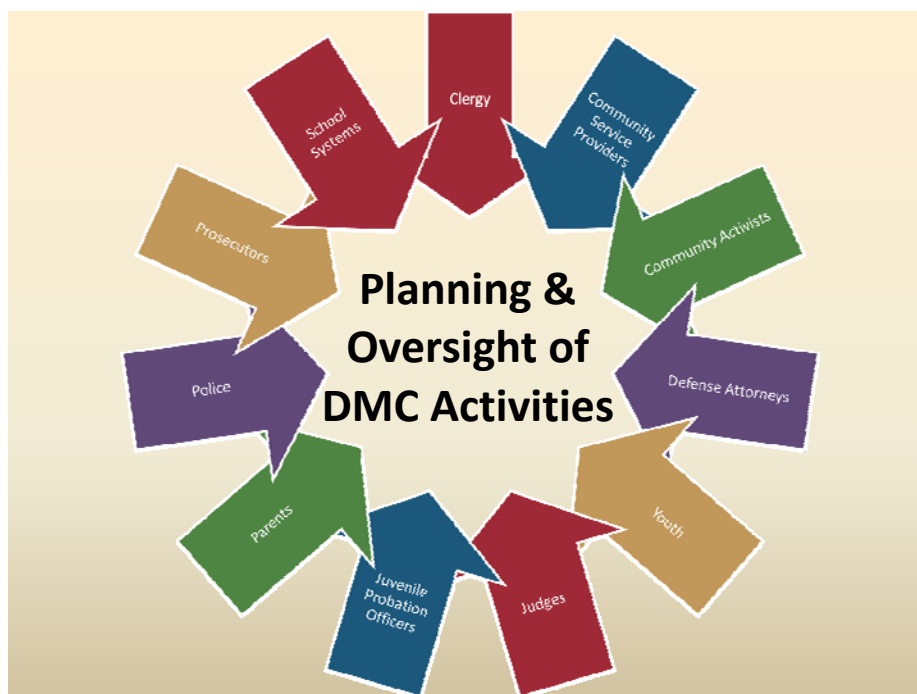 Clergy
Community
Service
Providers
Community Activists
Defense Attorneys
Youth
Judges
Juvenile
Probation
Officers
Parents
Police
Prosecutors
School
Systems
Planning &
Oversight of
DMC Activities